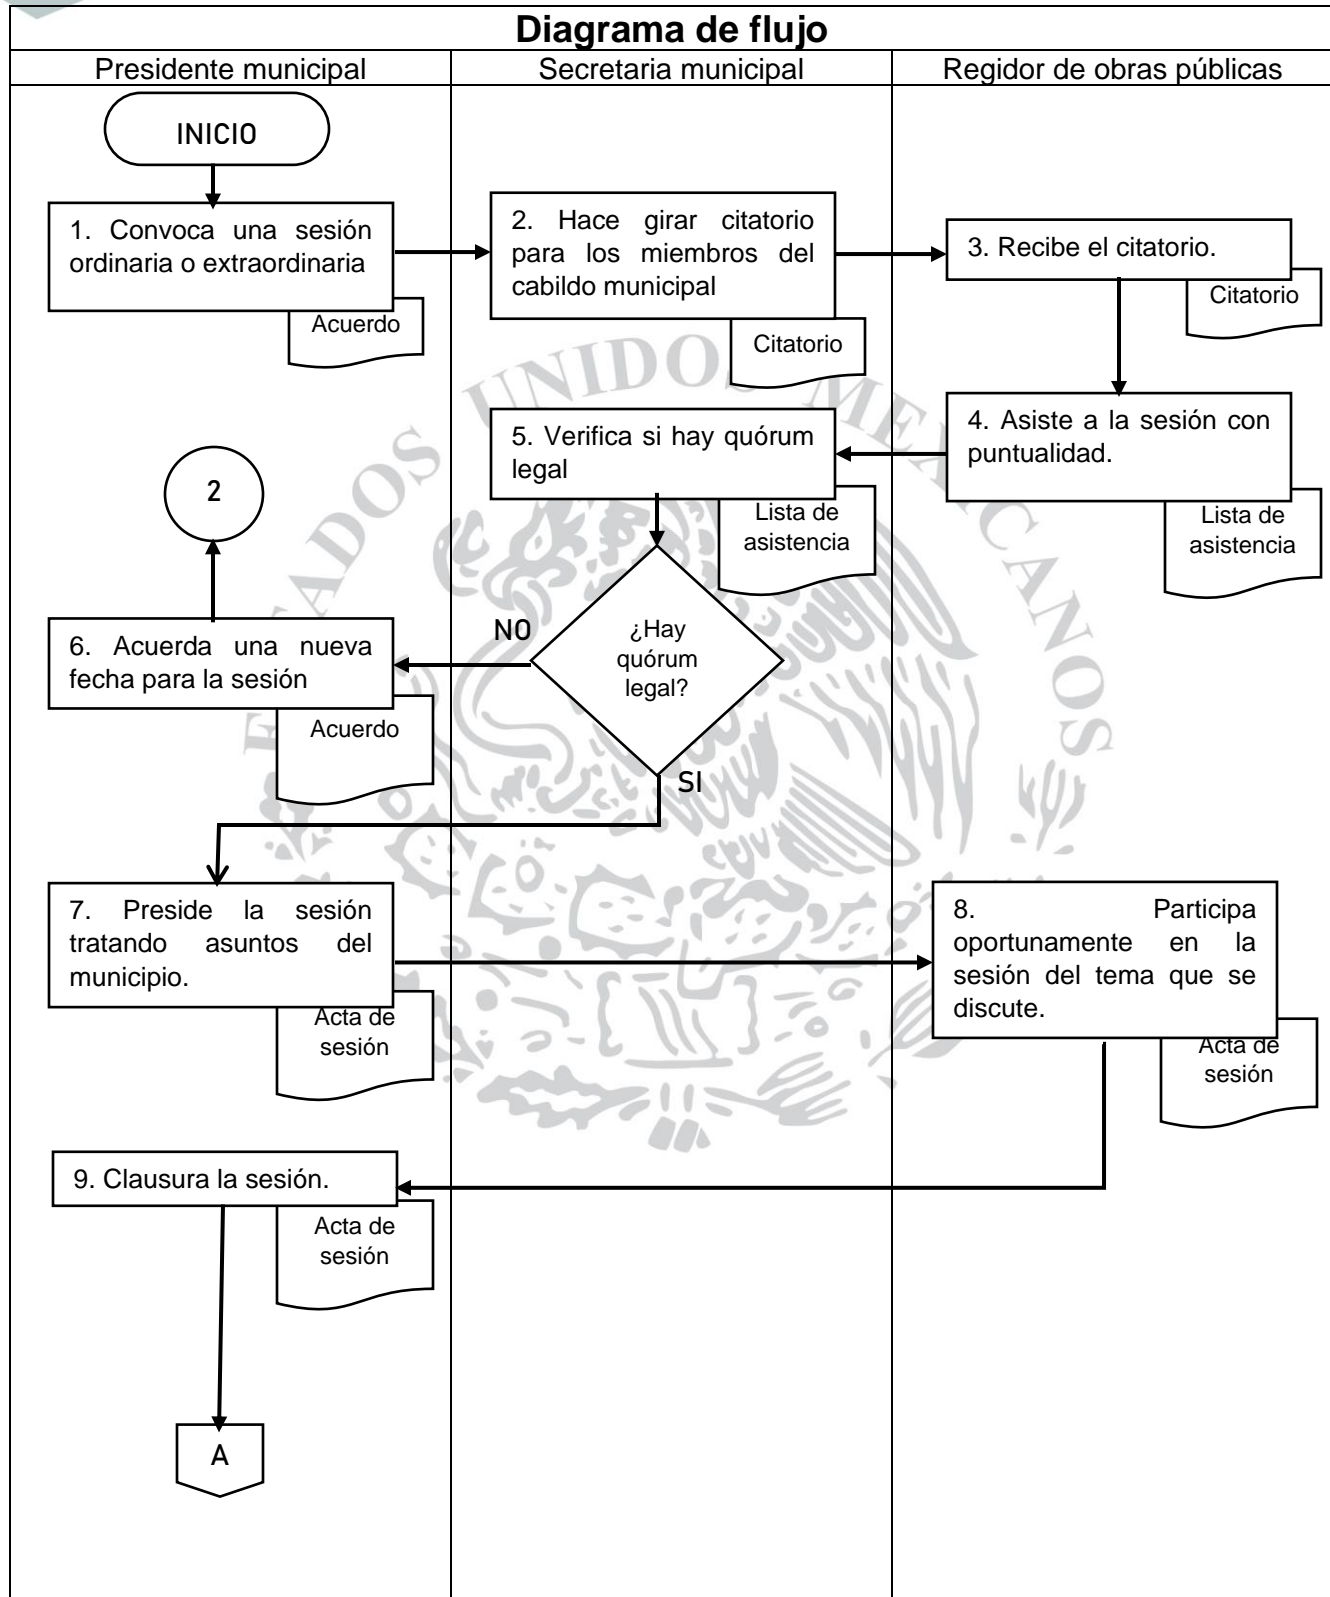 Diagrama de flujo
Presidente municipal
Secretaria municipal
Regidor de obras públicas
INICIO
1. Convoca una sesión
ordinaria o extraordinaria
Acuerdo
2. Hace girar citatorio
para los miembros del
cabildo municipal
Citatorio
3. Recibe el citatorio.
Citatorio
4. Asiste a la sesión con
puntualidad.
Lista de
asistencia
5. Verifica si hay quórum
legal
Lista de
asistencia
¿Hay
quórum
legal?
NO
6. Acuerda una nueva
fecha para la sesión
Acuerdo
2
SI
7. Preside la sesión
tratando asuntos del
municipio.
Acta de
sesión
8. Participa
oportunamente en la
sesión del tema que se
discute.
Acta de
sesión
9. Clausura la sesión.
Acta de
sesión
A
UNIDOS MEXICANOS